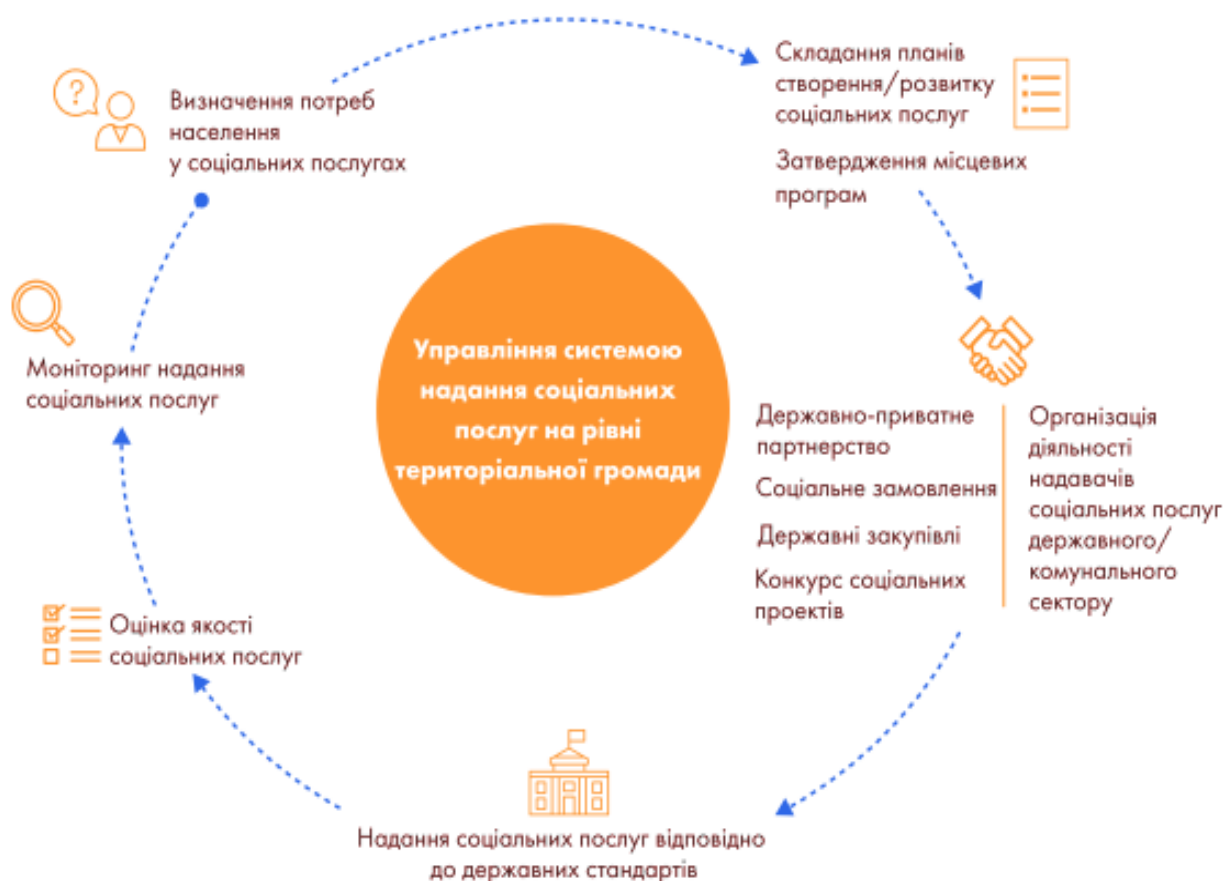 Визначення потреб
населення
у соціальних послугах
Складання планів
створення/розвитку
соціальних послуг
Затвердження місцевих
програм
Державно-приватне
партнерство
Соціальне замовлення
Державні закупівлі
Конкурс соціальних
проектів
Організація
діяльності
надавачів
соціальних послуг
державного/
комунального
сектору
Надання соціальних послуг відповідно
до державних стандартів
Оцінка якості
соціальних послуг
Моніторинг надання
соціальних послуг
Управління системою
надання соціальних
послуг на рівні
територіальної громади
?